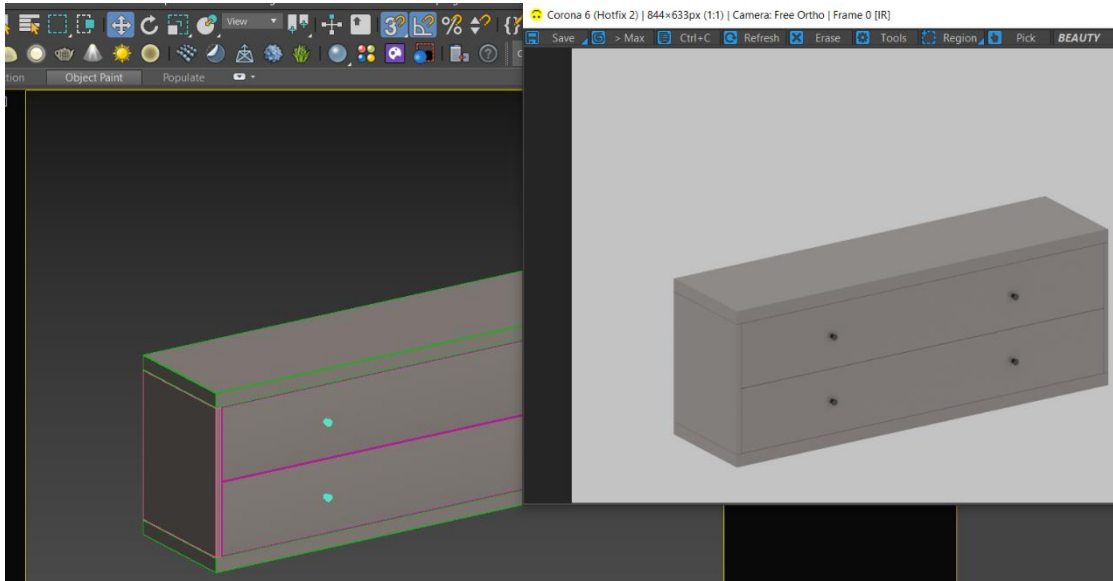 View
Corona 6 (Hotfix 2) | 844×633px (1:1) | Camera: Free Ortho | Frame 0 [IR]
Save > Max Ctrl+C Refresh Erase Tools Region Pick BEAUTY
tion Object Paint Populate